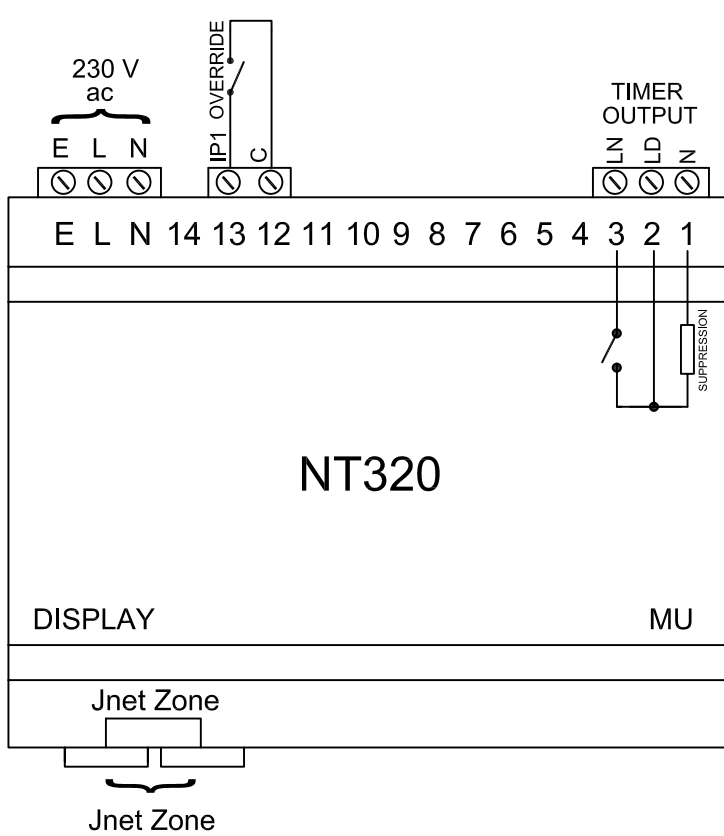 230 V
ac
E L N
IP1 OVERRIDE
C
TIMER
OUTPUT
LN LD N
E L N 14 13 12 11 10 9 8 7 6 5 4 3 2 1
SUPPRESSION
NT320
DISPLAY
MU
Jnet Zone
Jnet Zone